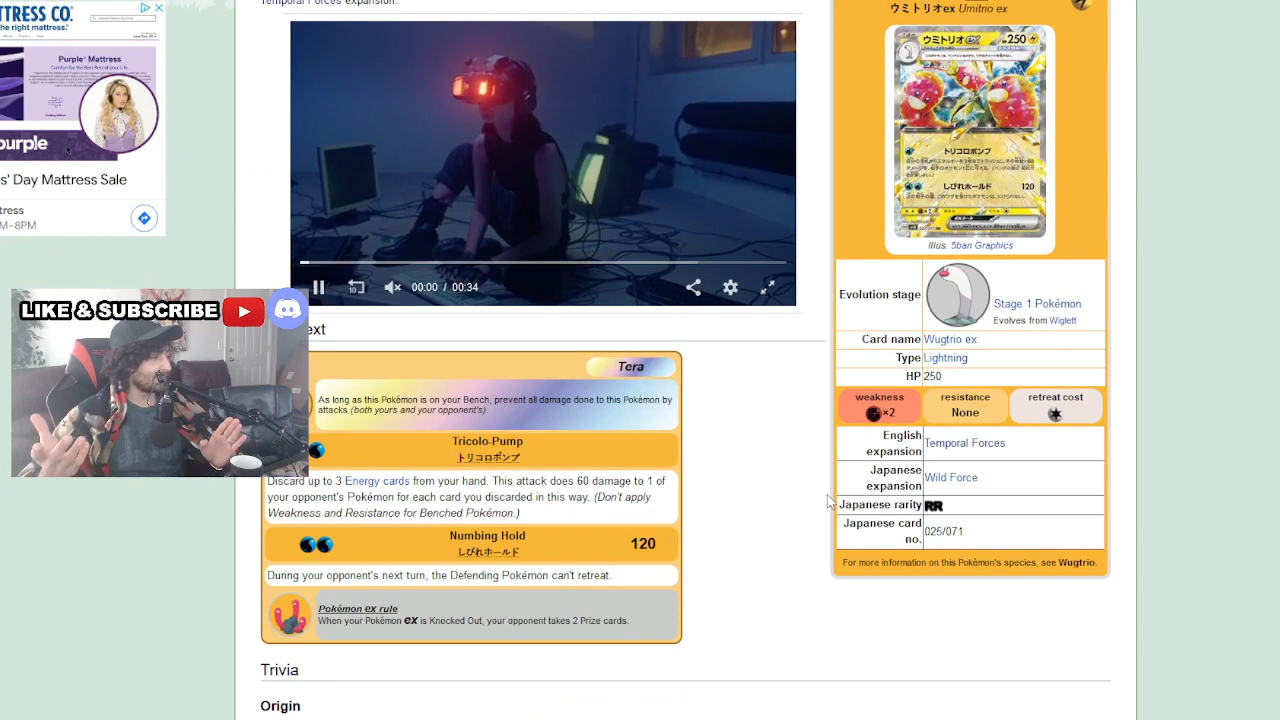 TTRESS CO.
the right mattress.
Purple® Mattress
purple
s' Day Mattress Sale
tress
M–8PM
LIKE & SUBSCRIBE
Temporal Forces expansion.
10
00:00 / 00:34
ext
Tera
As long as this Pokémon is on your Bench, prevent all damage done to this Pokémon by
attacks (both yours and your opponent's).
Tricolo-Pump
トリコロポンプ
Discard up to 3 Energy cards from your hand. This attack does 60 damage to 1 of
your opponent's Pokémon for each card you discarded in this way. (Don't apply
Weakness and Resistance for Benched Pokémon.)
Numbing Hold 120
しびれホールド
During your opponent's next turn, the Defending Pokémon can't retreat.
Pokémon ex rule
When your Pokémon ex is Knocked Out, your opponent takes 2 Prize cards.
Trivia
Origin
ウミトリオex Umitrio ex
ウミトリオex HP 250
トリコロポンプ
しびれホールド 120
Illus. 5ban Graphics
Evolution stage
Stage 1 Pokémon
Evolves from Wiglett
Card name Wugtrio ex
Type Lightning
HP 250
weakness resistance retreat cost
×2 None
English expansion Temporal Forces
Japanese expansion Wild Force
Japanese rarity RR
Japanese card no. 025/071
For more information on this Pokémon's species, see Wugtrio.